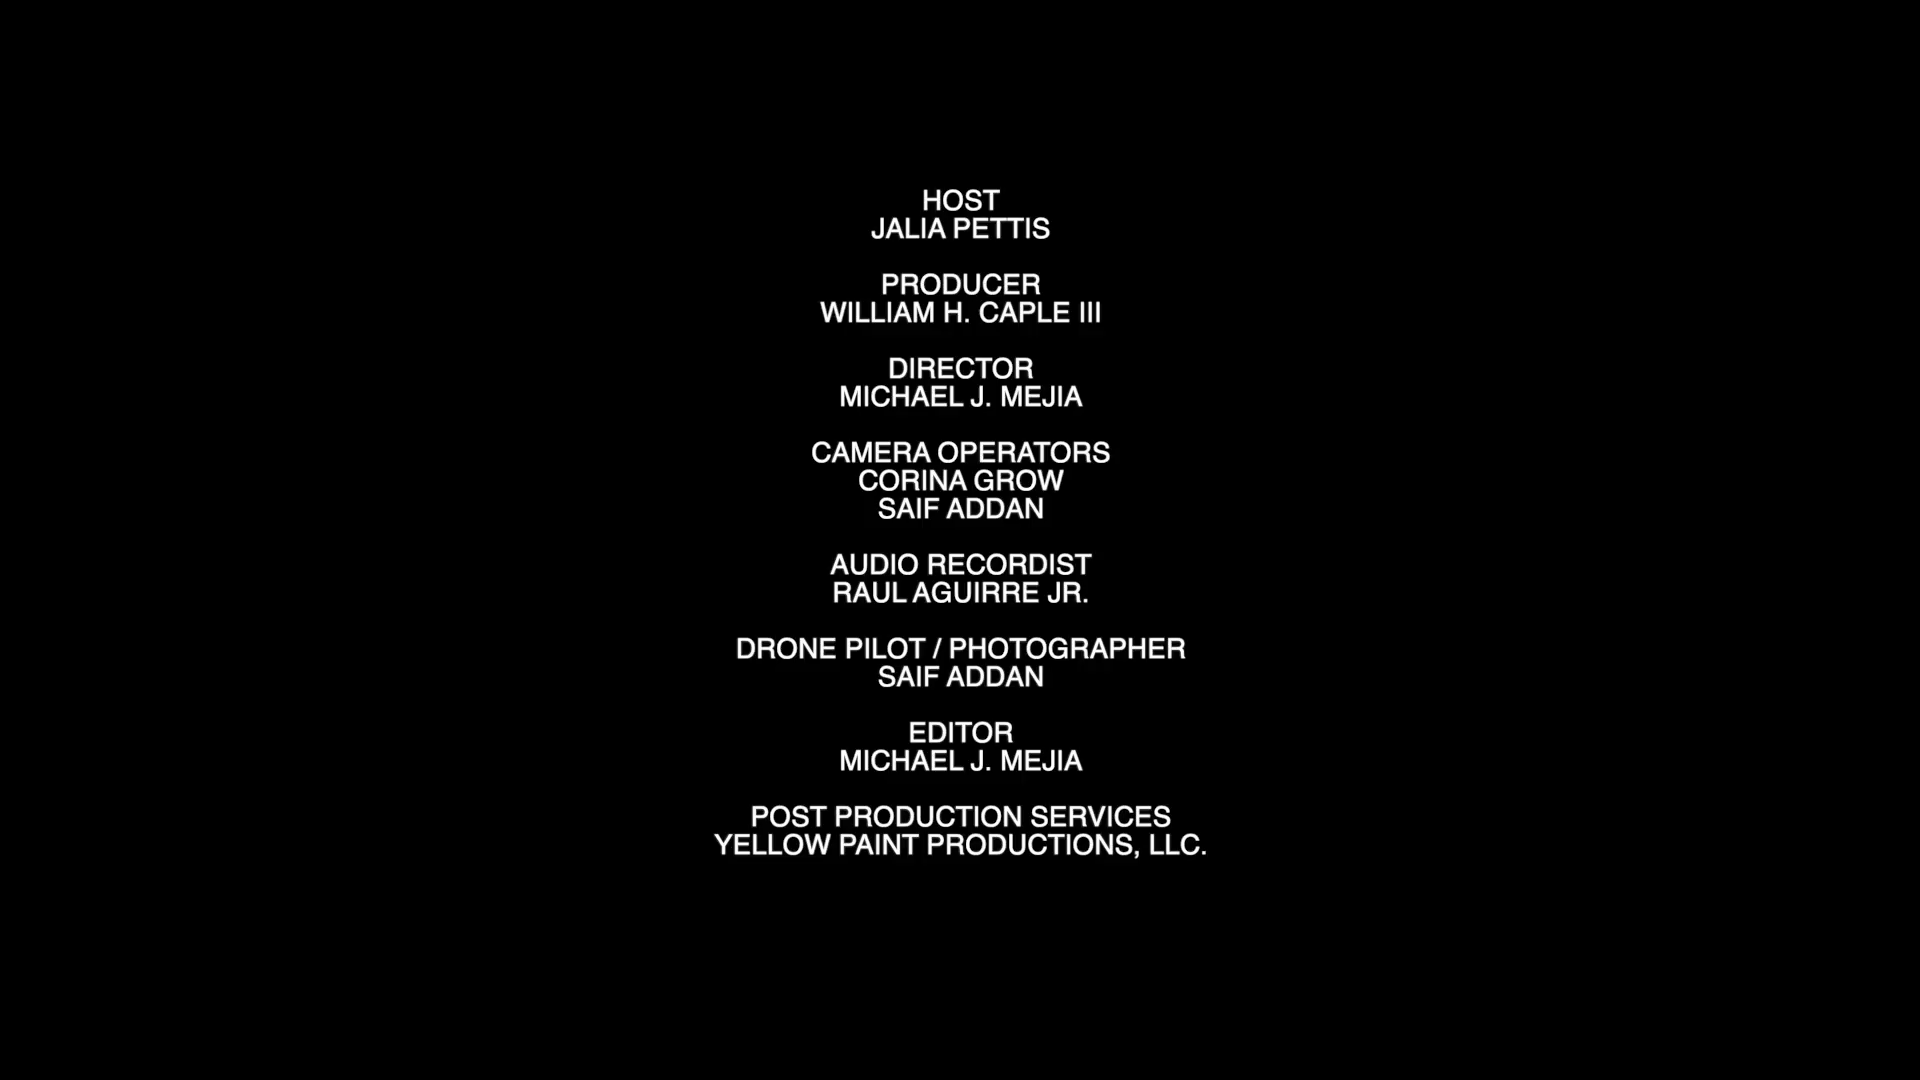 HOST
JALIA PETTIS
PRODUCER
WILLIAM H. CAPLE III
DIRECTOR
MICHAEL J. MEJIA
CAMERA OPERATORS
CORINA GROW
SAIF ADDAN
AUDIO RECORDIST
RAUL AGUIRRE JR.
DRONE PILOT / PHOTOGRAPHER
SAIF ADDAN
EDITOR
MICHAEL J. MEJIA
POST PRODUCTION SERVICES
YELLOW PAINT PRODUCTIONS, LLC.